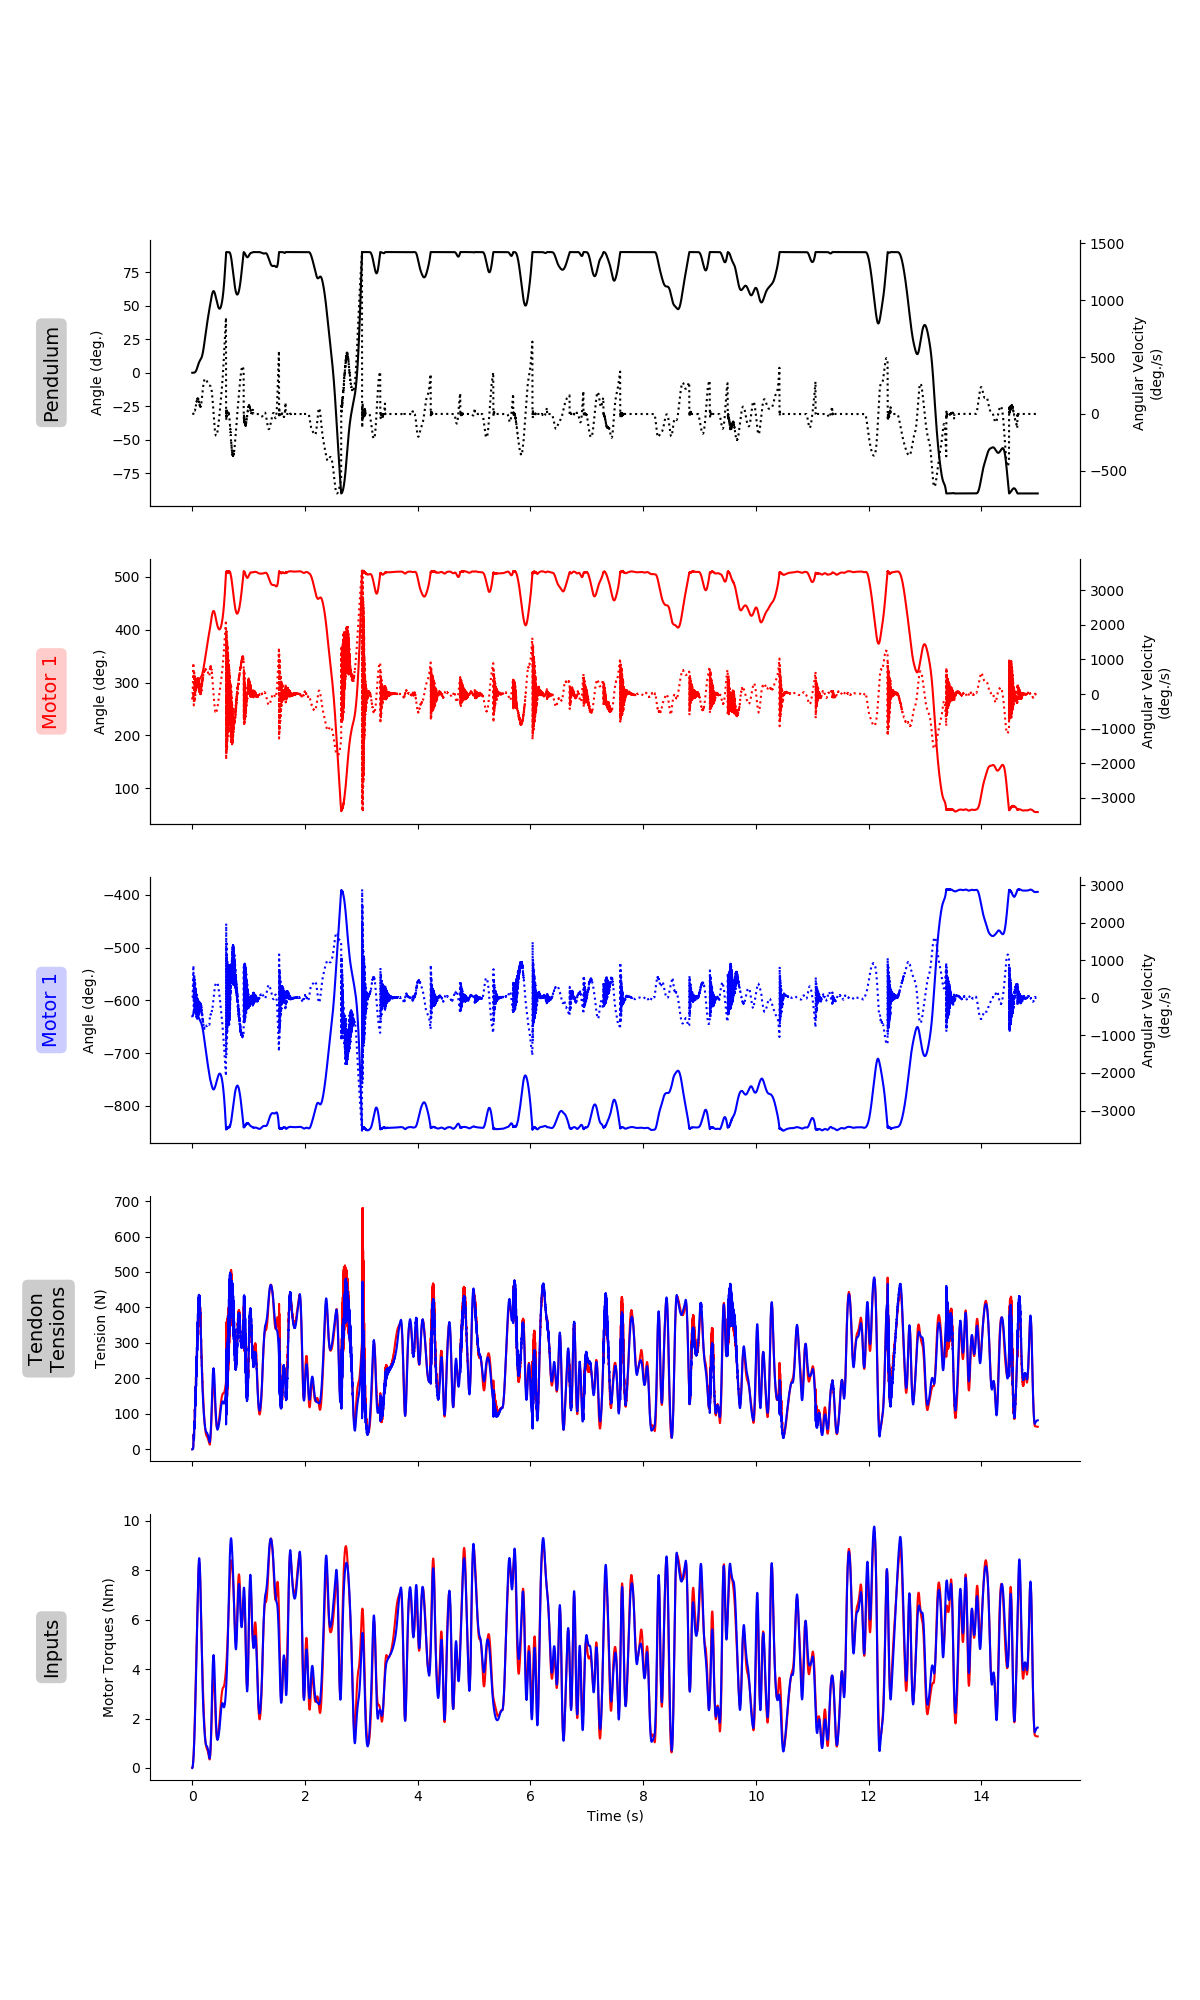 Pendulum
Angle (deg.)
75
50
25
0
−25
−50
−75
1500
1000
500
0
−500
Angular Velocity
(deg./s)
Motor 1
Angle (deg.)
500
400
300
200
100
3000
2000
1000
0
−1000
−2000
−3000
Angular Velocity
(deg./s)
Motor 1
Angle (deg.)
−400
−500
−600
−700
−800
3000
2000
1000
0
−1000
−2000
−3000
Angular Velocity
(deg./s)
Tendon
Tensions
Tension (N)
700
600
500
400
300
200
100
0
Inputs
Motor Torques (Nm)
10
8
6
4
2
0
0 2 4 6 8 10 12 14
Time (s)